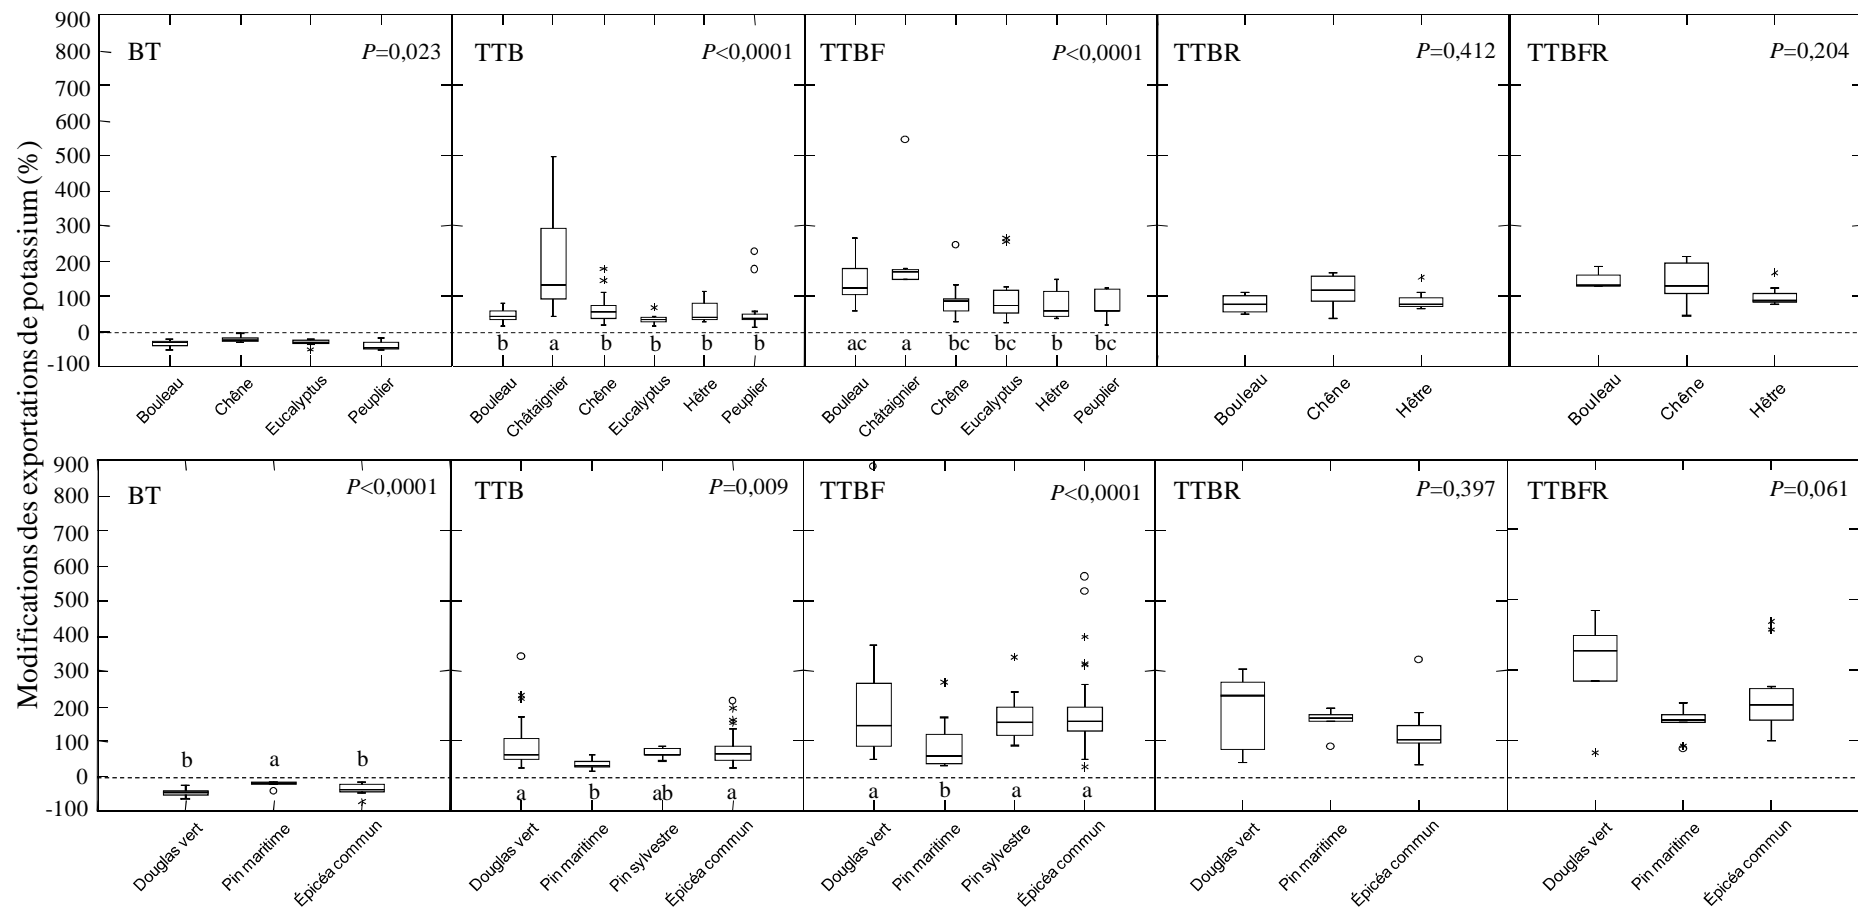 Modifications des exportations de potassium (%)
900
800
700
600
500
400
300
200
100
0
-100
BT
P=0,023
Bouleau
Chêne
Eucalyptus
Peuplier
TTB
P<0,0001
b a b b b b
Bouleau
Châtaignier
Chêne
Eucalyptus
Hêtre
Peuplier
TTBF
P<0,0001
ac a bc bc b bc
Bouleau
Châtaignier
Chêne
Eucalyptus
Hêtre
Peuplier
TTBR
P=0,412
Bouleau
Chêne
Hêtre
TTBFR
P=0,204
Bouleau
Chêne
Hêtre
900
800
700
600
500
400
300
200
100
0
-100
BT
P<0,0001
b a b
Douglas vert
Pin maritime
Épicéa commun
TTB
P=0,009
a b ab a
Douglas vert
Pin maritime
Pin sylvestre
Épicéa commun
TTBF
P<0,0001
a b a a
Douglas vert
Pin maritime
Pin sylvestre
Épicéa commun
TTBR
P=0,397
Douglas vert
Pin maritime
Épicéa commun
TTBFR
P=0,061
Douglas vert
Pin maritime
Épicéa commun